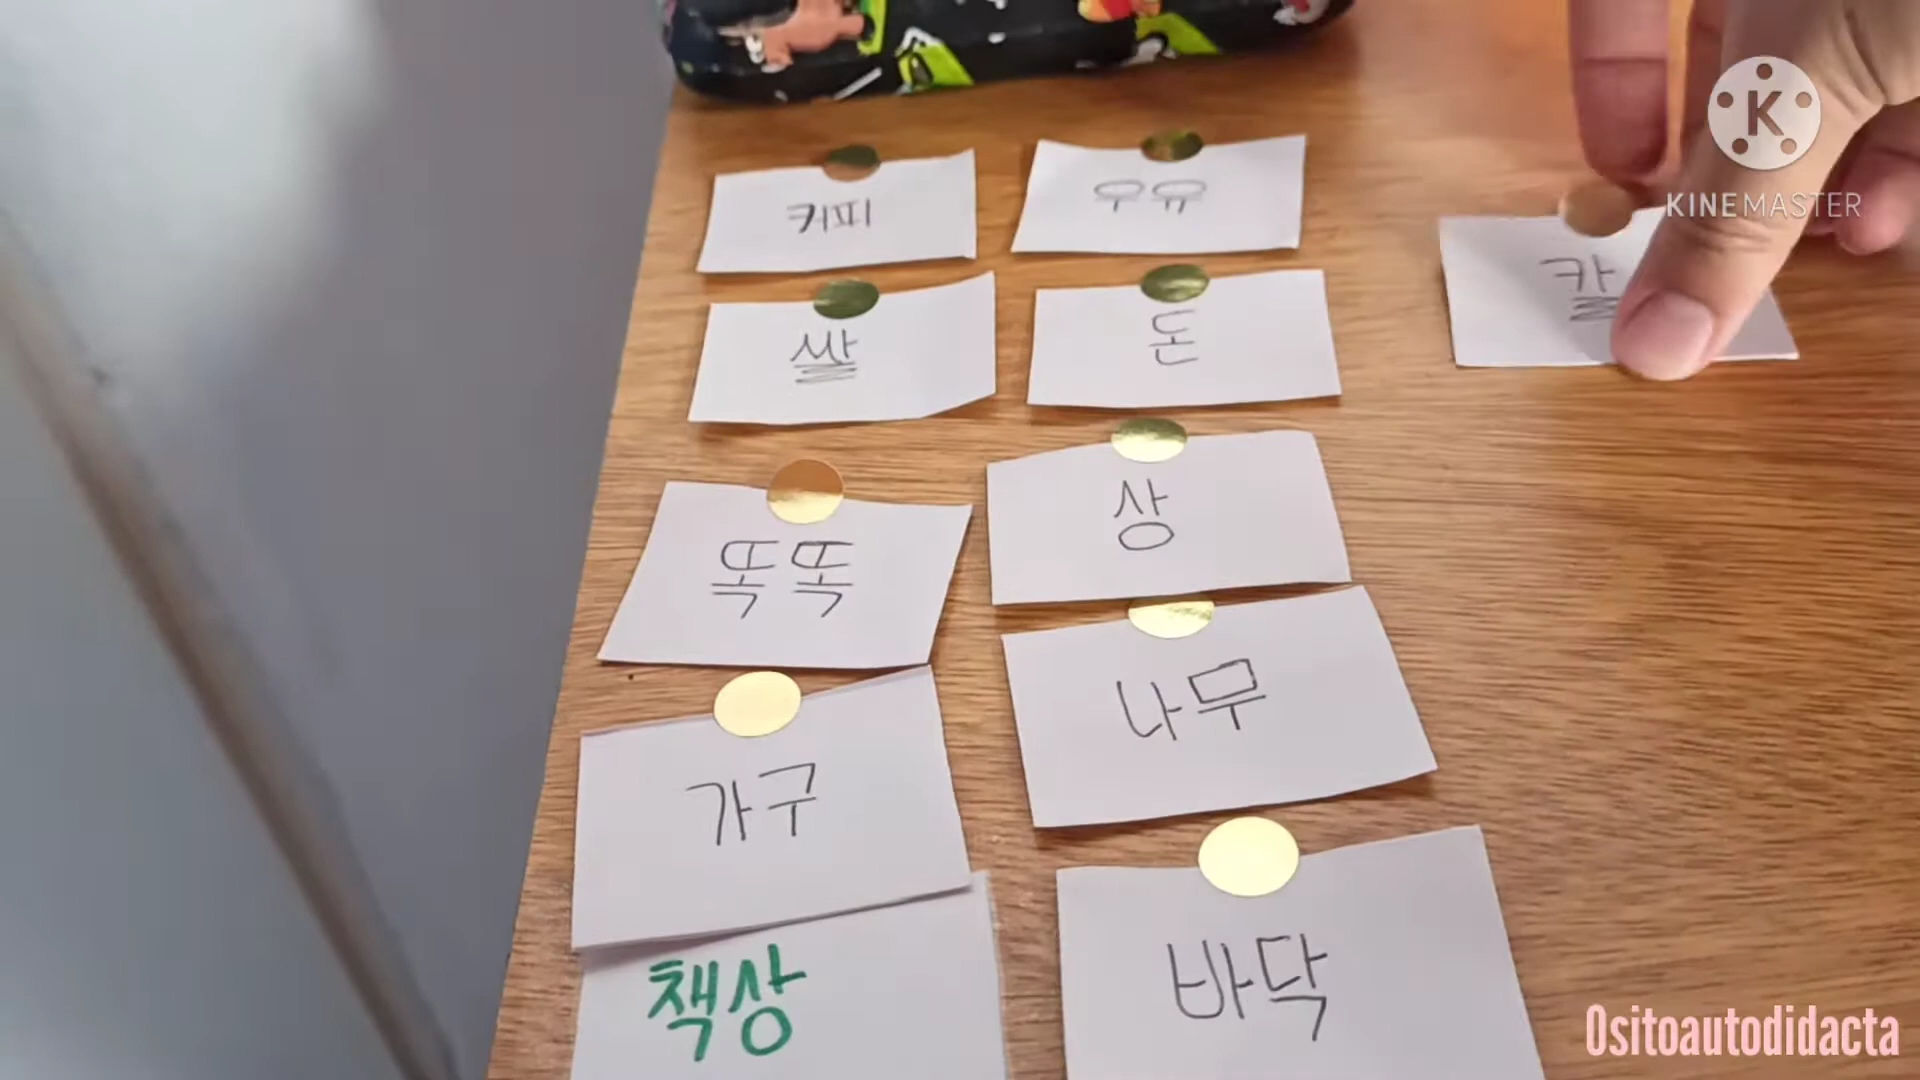 커피
우유
쌀
돈
칼
똑똑
상
가구
나무
책상
바닥
K
KINEMASTER
Ositoautodidacta